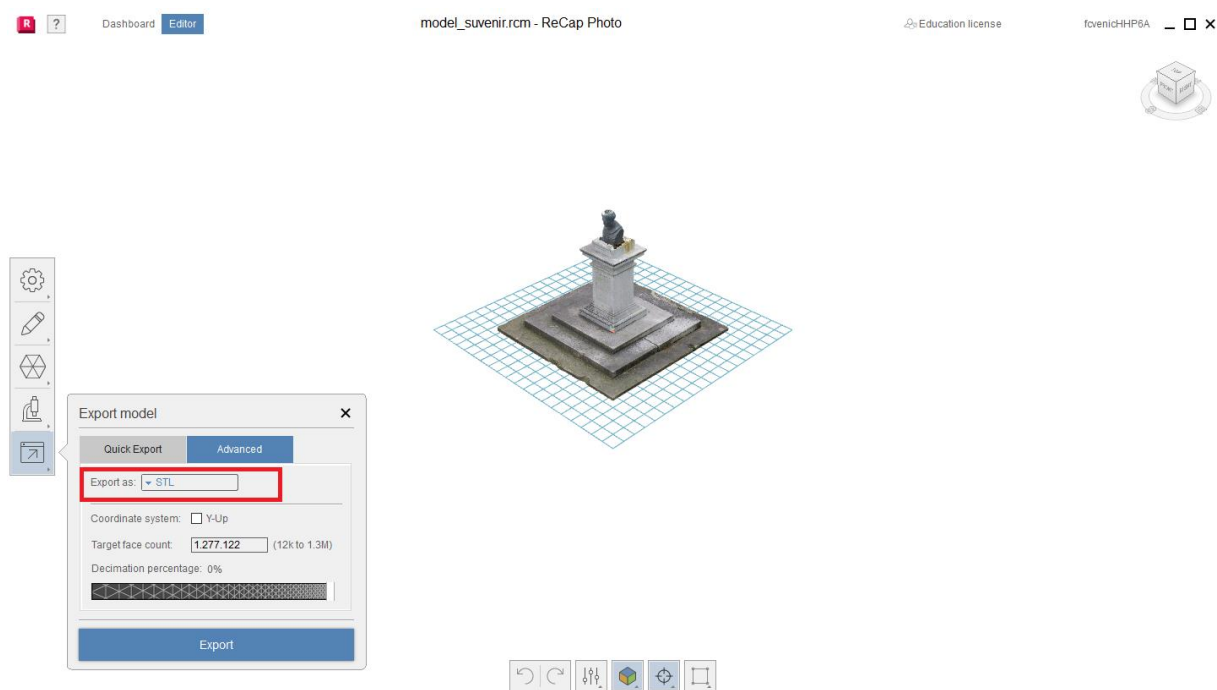 R ? Dashboard Editor model_suvenir.rcm - ReCap Photo Education license fcvenicHHP6A
TOP
Export model
Quick Export Advanced
Export as: STL
Coordinate system: Y-Up
Target face count: 1.277.122 (12k to 1.3M)
Decimation percentage: 0%
Export